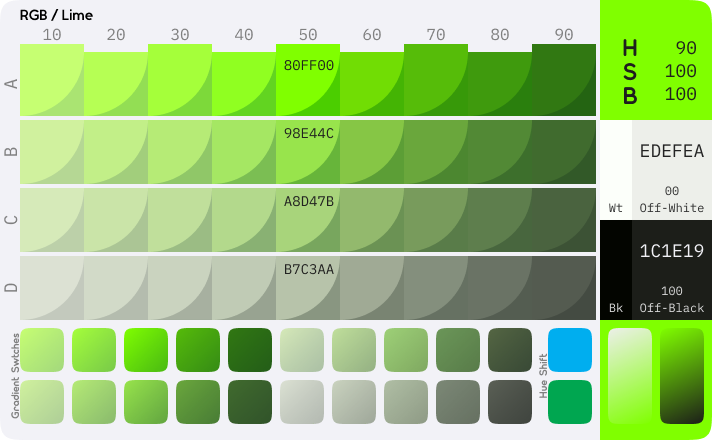 RGB / Lime
10 20 30 40 50 60 70 80 90
A 80FF00
B 98E44C
C A8D47B
D B7C3AA
Gradient Swtches
Hue Shift
H 90
S 100
B 100
EDEFEA
00
Wt Off-White
1C1E19
100
Bk Off-Black